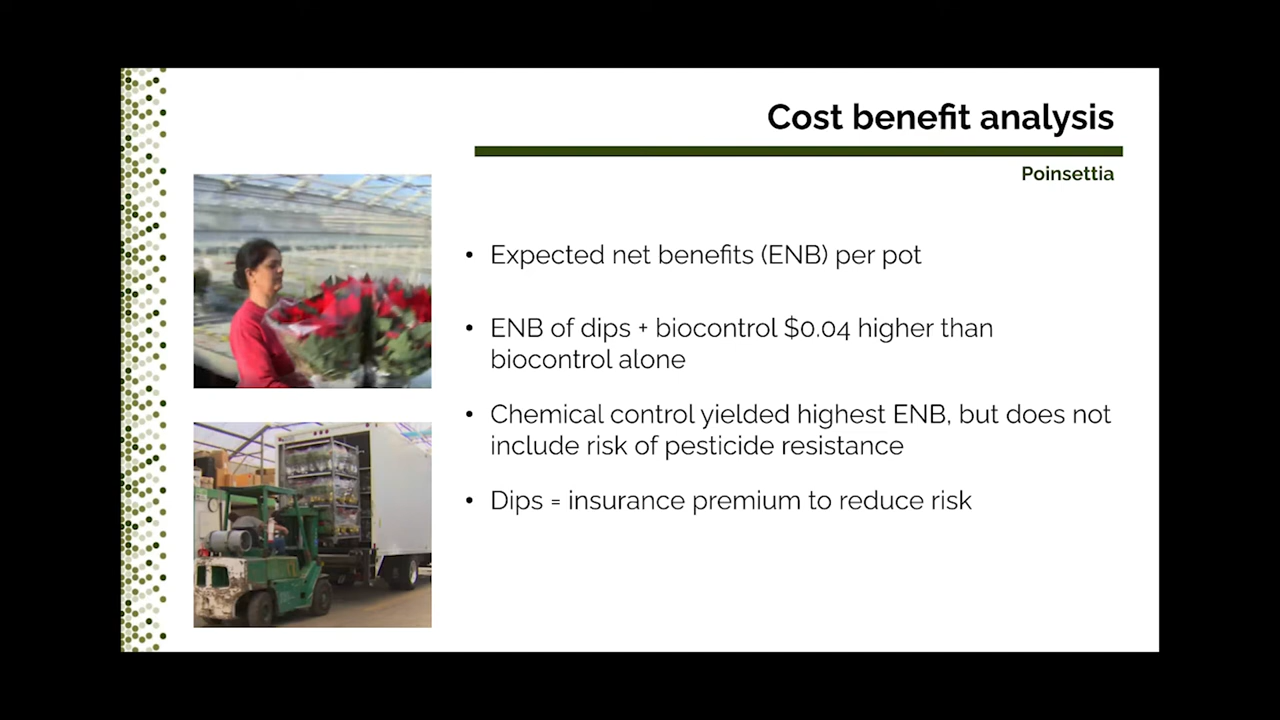 Cost benefit analysis
Poinsettia
• Expected net benefits (ENB) per pot
• ENB of dips + biocontrol $0.04 higher than
biocontrol alone
• Chemical control yielded highest ENB, but does not
include risk of pesticide resistance
• Dips = insurance premium to reduce risk